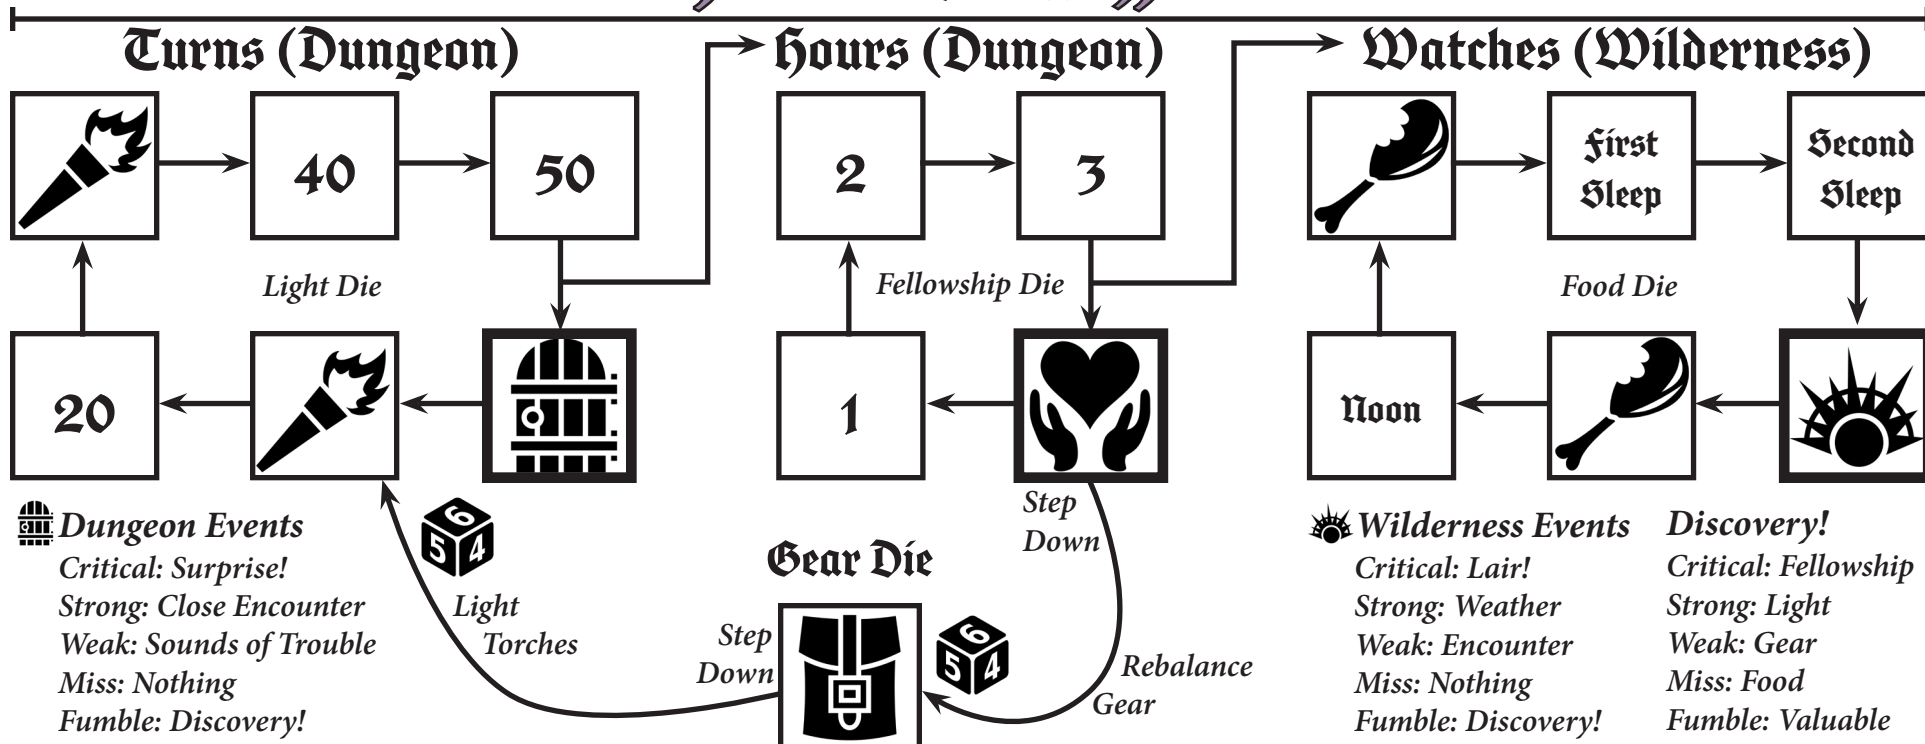 Turns (Dungeon)
Hours (Dungeon)
Watches (Wilderness)
40
50
2
3
First
Sleep
Second
Sleep
Light Die
Fellowship Die
Food Die
20
1
Noon
Dungeon Events
Critical: Surprise!
Strong: Close Encounter
Weak: Sounds of Trouble
Miss: Nothing
Fumble: Discovery!
6
5 4
Light
Torches
Gear Die
Step
Down
Step
Down
6
5 4
Rebalance
Gear
Wilderness Events
Critical: Lair!
Strong: Weather
Weak: Encounter
Miss: Nothing
Fumble: Discovery!
Discovery!
Critical: Fellowship
Strong: Light
Weak: Gear
Miss: Food
Fumble: Valuable